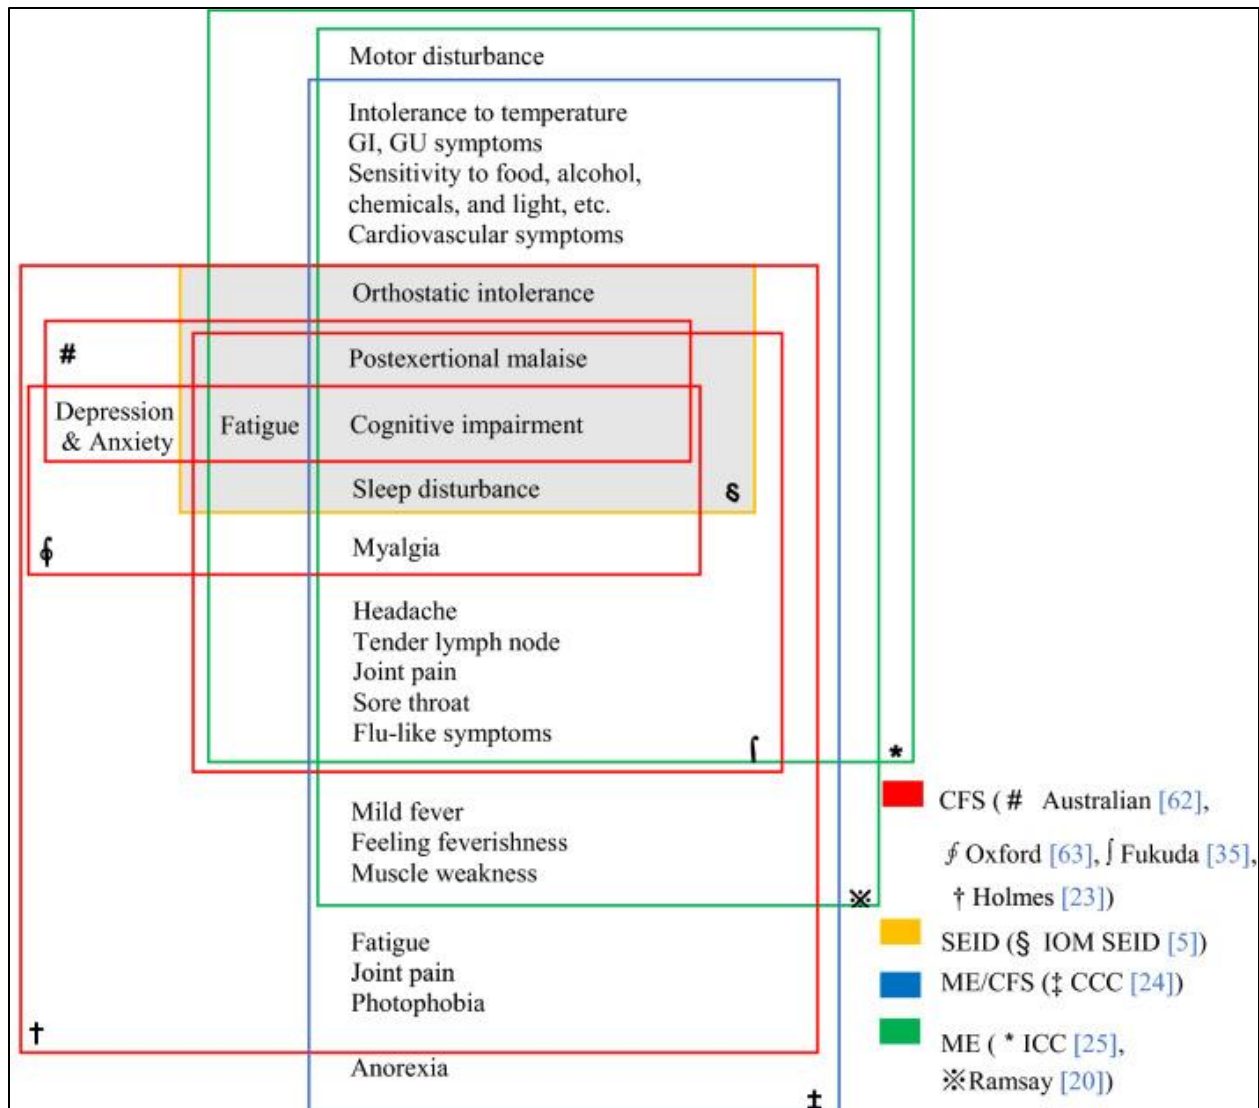 Motor disturbance
Intolerance to temperature
GI, GU symptoms
Sensitivity to food, alcohol,
chemicals, and light, etc.
Cardiovascular symptoms
Orthostatic intolerance
#
Postexertional malaise
Depression
& Anxiety
Fatigue
Cognitive impairment
Sleep disturbance
§
∮
Myalgia
Headache
Tender lymph node
Joint pain
Sore throat
Flu-like symptoms
∫
*
Mild fever
Feeling feverishness
Muscle weakness
※
Fatigue
Joint pain
Photophobia
†
Anorexia
‡
CFS ( # Australian [62],
∮ Oxford [63], ∫ Fukuda [35],
† Holmes [23])
SEID (§ IOM SEID [5])
ME/CFS (‡ CCC [24])
ME ( * ICC [25],
※Ramsay [20])